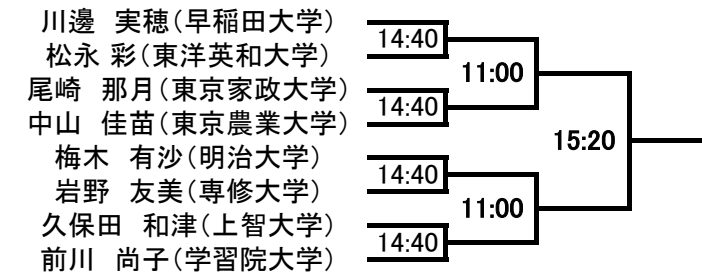 川邊　実穂（早稲田大学）
松永 彩（東洋英和大学）
尾崎　那月（東京家政大学）
中山　佳苗（東京農業大学）
梅木　有沙（明治大学）
岩野　友美（専修大学）
久保田　和津（上智大学）
前川　尚子（学習院大学）
14:40
14:40
14:40
14:40
11:00
11:00
15:20